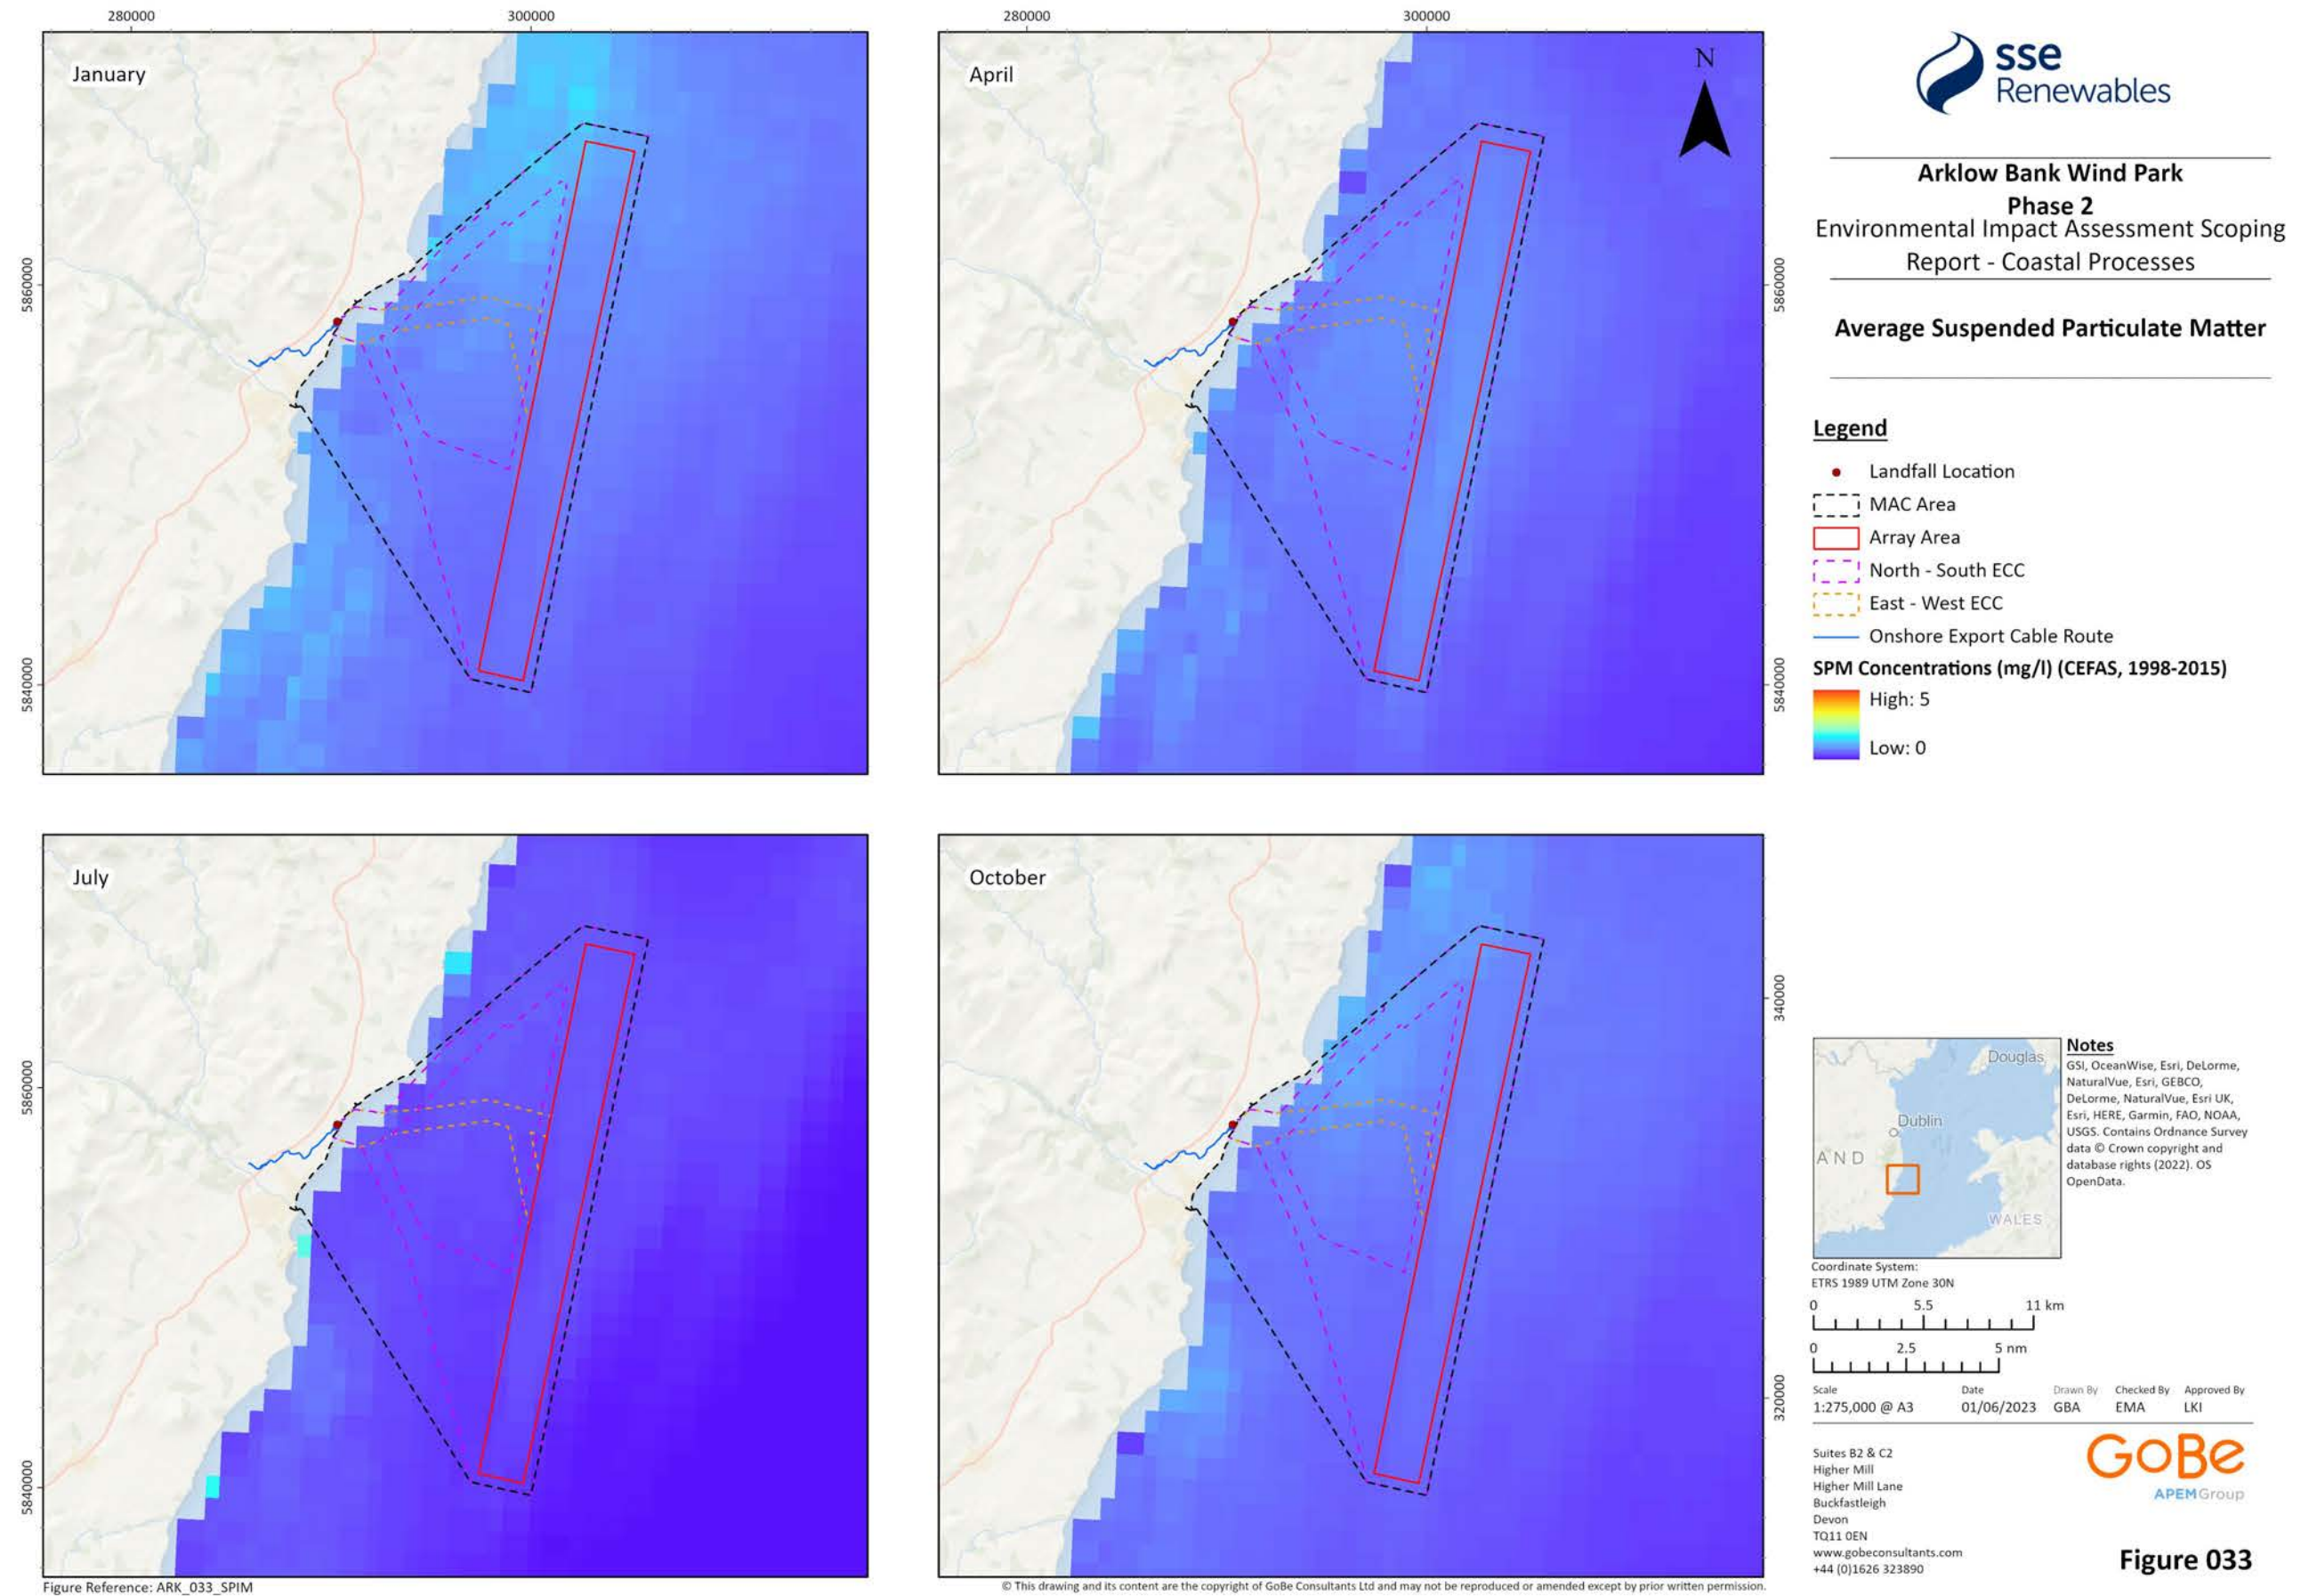 280000
300000
280000
300000
January
April
N
5860000
5840000
5860000
5840000
July
October
5860000
5840000
340000
320000
Figure Reference: ARK_033_SPIM
© This drawing and its content are the copyright of GoBe Consultants Ltd and may not be reproduced or amended except by prior written permission.
sse
Renewables
Arklow Bank Wind Park
Phase 2
Environmental Impact Assessment Scoping
Report - Coastal Processes
Average Suspended Particulate Matter
Legend
Landfall Location
MAC Area
Array Area
North - South ECC
East - West ECC
Onshore Export Cable Route
SPM Concentrations (mg/l) (CEFAS, 1998-2015)
High: 5
Low: 0
Douglas
Dublin
AND
WALES
Notes
GSI, OceanWise, Esri, DeLorme,
NaturalVue, Esri, GEBCO,
DeLorme, NaturalVue, Esri UK,
Esri, HERE, Garmin, FAO, NOAA,
USGS. Contains Ordnance Survey
data © Crown copyright and
database rights (2022). OS
OpenData.
Coordinate System:
ETRS 1989 UTM Zone 30N
0 5.5 11 km
0 2.5 5 nm
Scale Date Drawn By Checked By Approved By
1:275,000 @ A3 01/06/2023 GBA EMA LKI
Suites B2 & C2
Higher Mill
Higher Mill Lane
Buckfastleigh
Devon
TQ11 0EN
www.gobeconsultants.com
+44 (0)1626 323890
GoBe
APEMGroup
Figure 033